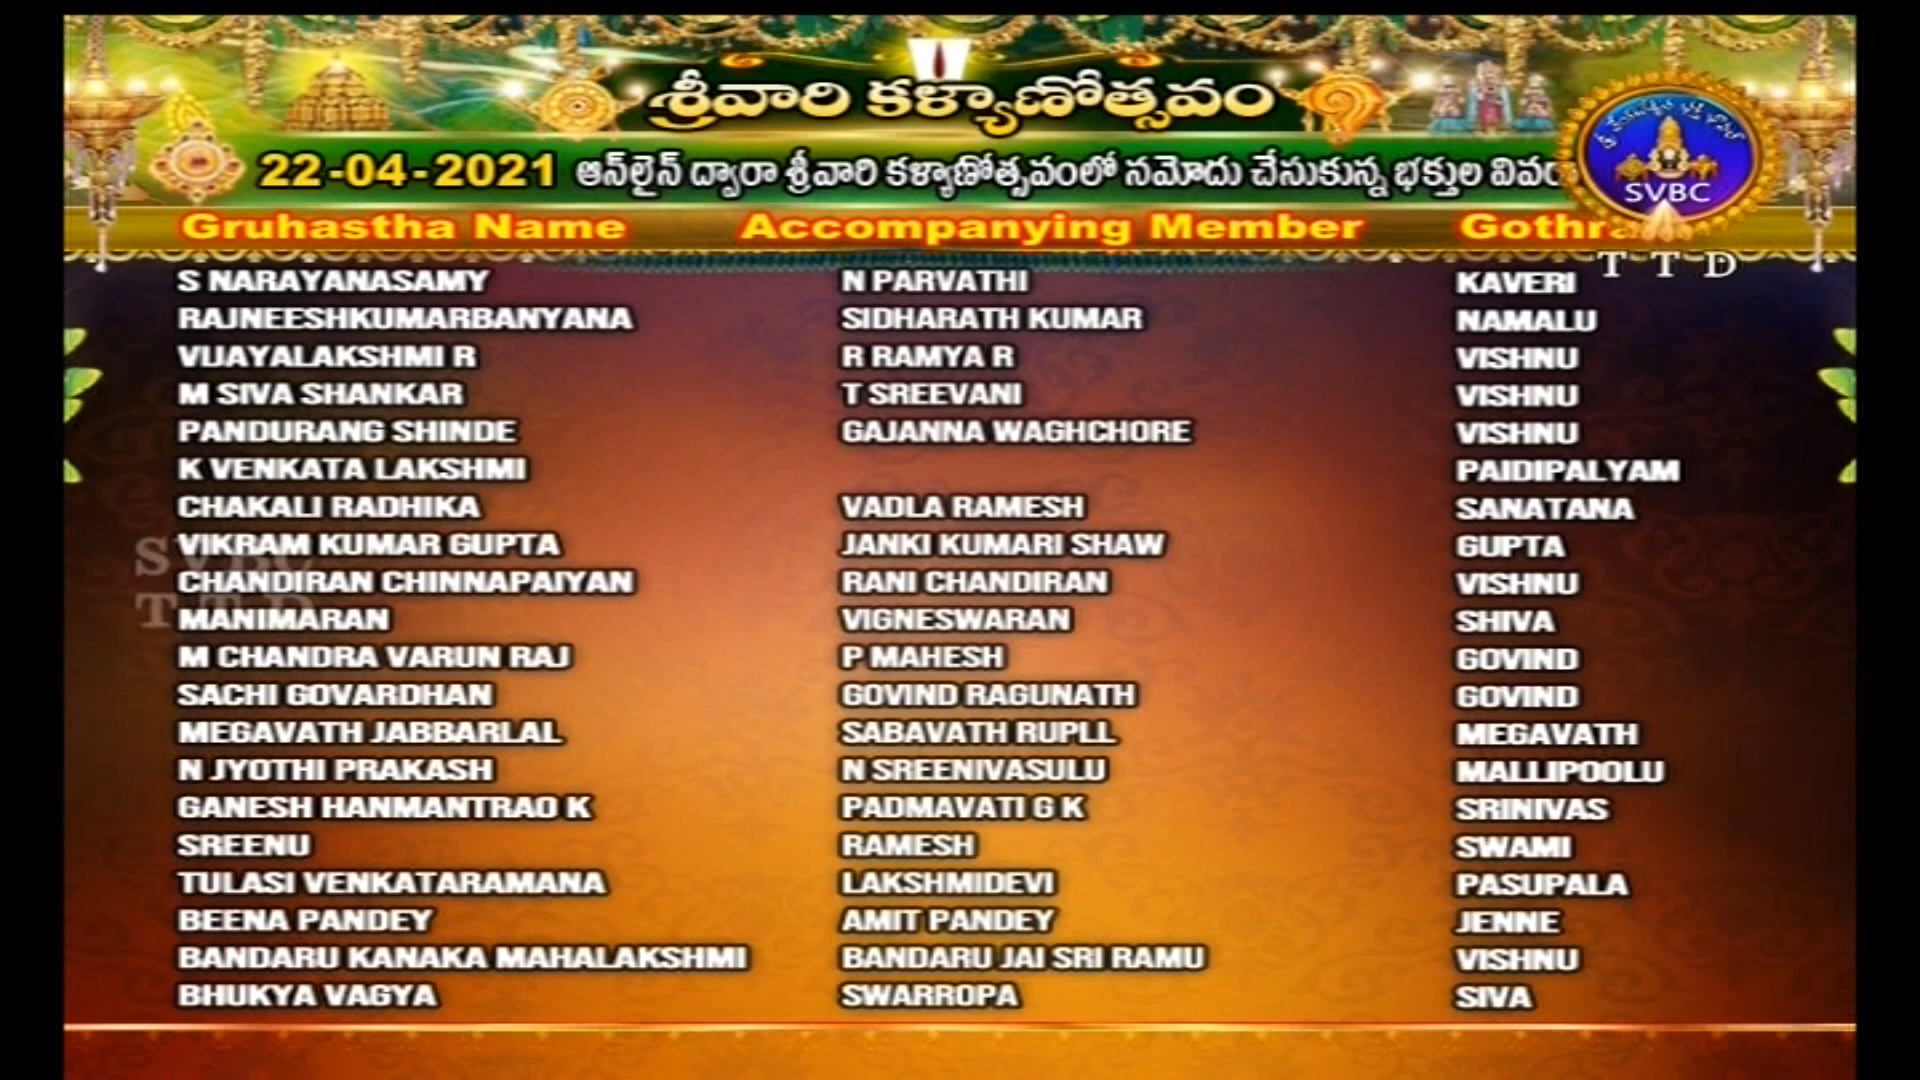 శ్రీవారి కళ్యాణోత్సవం
22-04-2021 ఆన్‌లైన్ ద్వారా శ్రీవారి కళ్యాణోత్సవంలో నమోదు చేసుకున్న భక్తుల
SVBC
Gruhastha Name Accompanying Member Gothra
T T D
S NARAYANASAMY N PARVATHI KAVERI
RAJNEESHKUMARBANYANA SIDHARATH KUMAR NAMALU
VIJAYALAKSHMI R R RAMYA R VISHNU
M SIVA SHANKAR T SREEVANI VISHNU
PANDURANG SHINDE GAJANNA WAGHCHORE VISHNU
K VENKATA LAKSHMI PAIDIPALYAM
CHAKALI RADHIKA VADLA RAMESH SANATANA
VIKRAM KUMAR GUPTA JANKI KUMARI SHAW GUPTA
SVBC
CHANDIRAN CHINNAPAIYAN RANI CHANDIRAN VISHNU
TTD
MANIMARAN VIGNESWARAN SHIVA
M CHANDRA VARUN RAJ P MAHESH GOVIND
SACHI GOVARDHAN GOVIND RAGUNATH GOVIND
MEGAVATH JABBARLAL SABAVATH RUPLL MEGAVATH
N JYOTHI PRAKASH N SREENIVASULU MALLIPOOLU
GANESH HANMANTRAO K PADMAVATI G K SRINIVAS
SREENU RAMESH SWAMI
TULASI VENKATARAMANA LAKSHMIDEVI PASUPALA
BEENA PANDEY AMIT PANDEY JENNE
BANDARU KANAKA MAHALAKSHMI BANDARU JAI SRI RAMU VISHNU
BHUKYA VAGYA SWARROPA SIVA